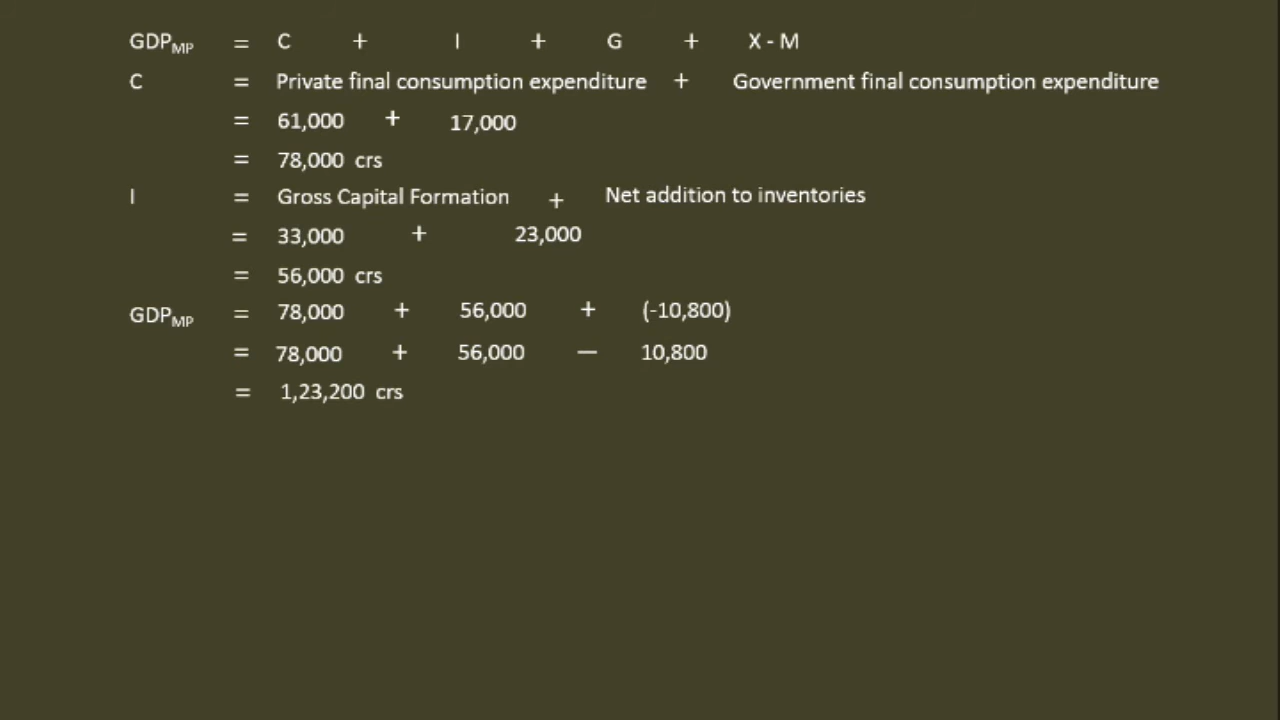 GDPMP = C + I + G + X - M
C = Private final consumption expenditure + Government final consumption expenditure
= 61,000 + 17,000
= 78,000 crs
I = Gross Capital Formation + Net addition to inventories
= 33,000 + 23,000
= 56,000 crs
GDPMP = 78,000 + 56,000 + (-10,800)
= 78,000 + 56,000 — 10,800
= 1,23,200 crs